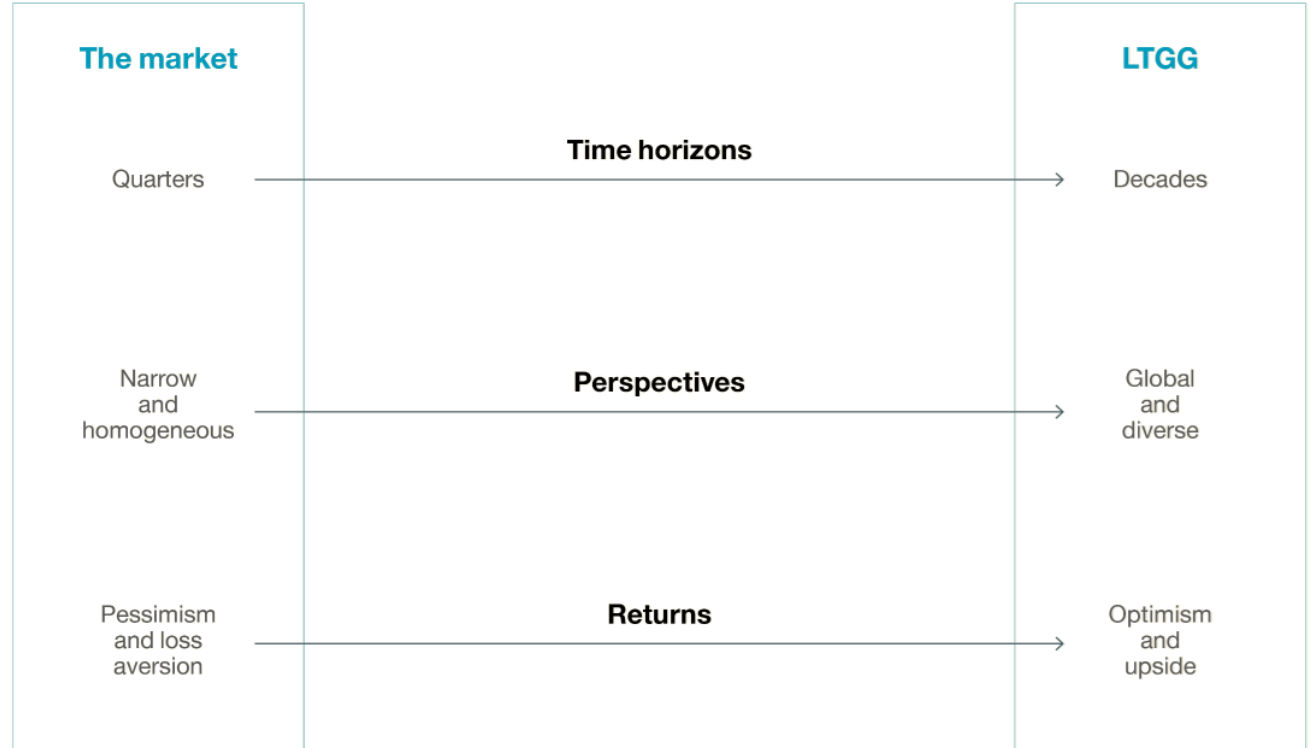 The market
LTGG
Time horizons
Quarters
Decades
Perspectives
Narrow
and
homogeneous
Global
and
diverse
Returns
Pessimism
and loss
aversion
Optimism
and
upside